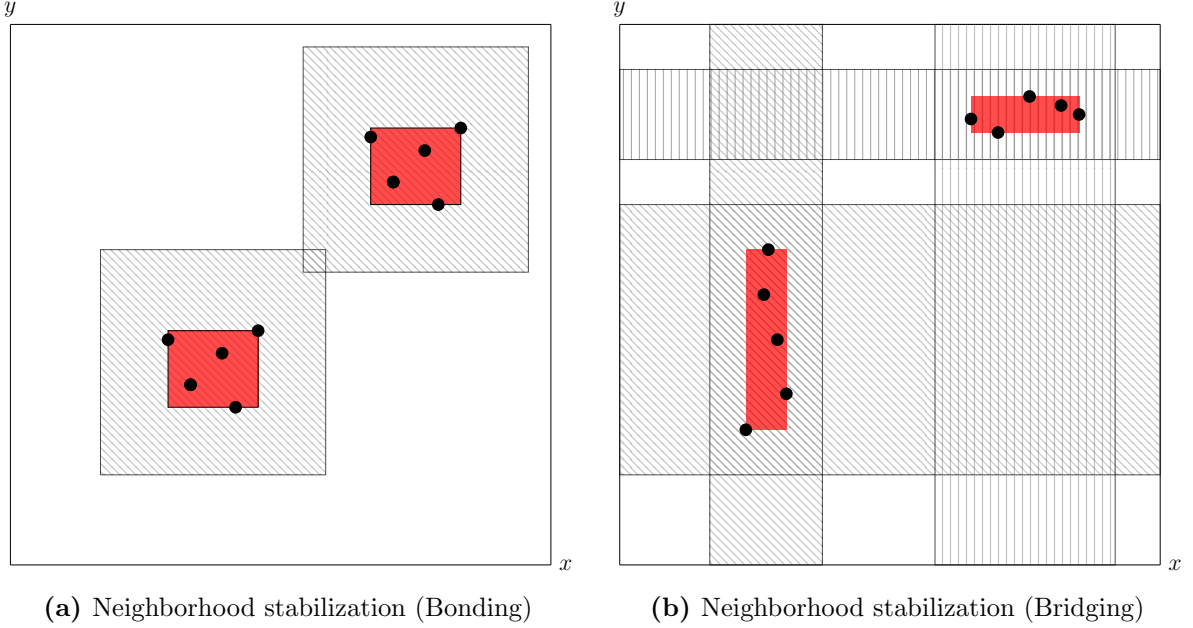 y
y
x
x
(a) Neighborhood stabilization (Bonding)
(b) Neighborhood stabilization (Bridging)